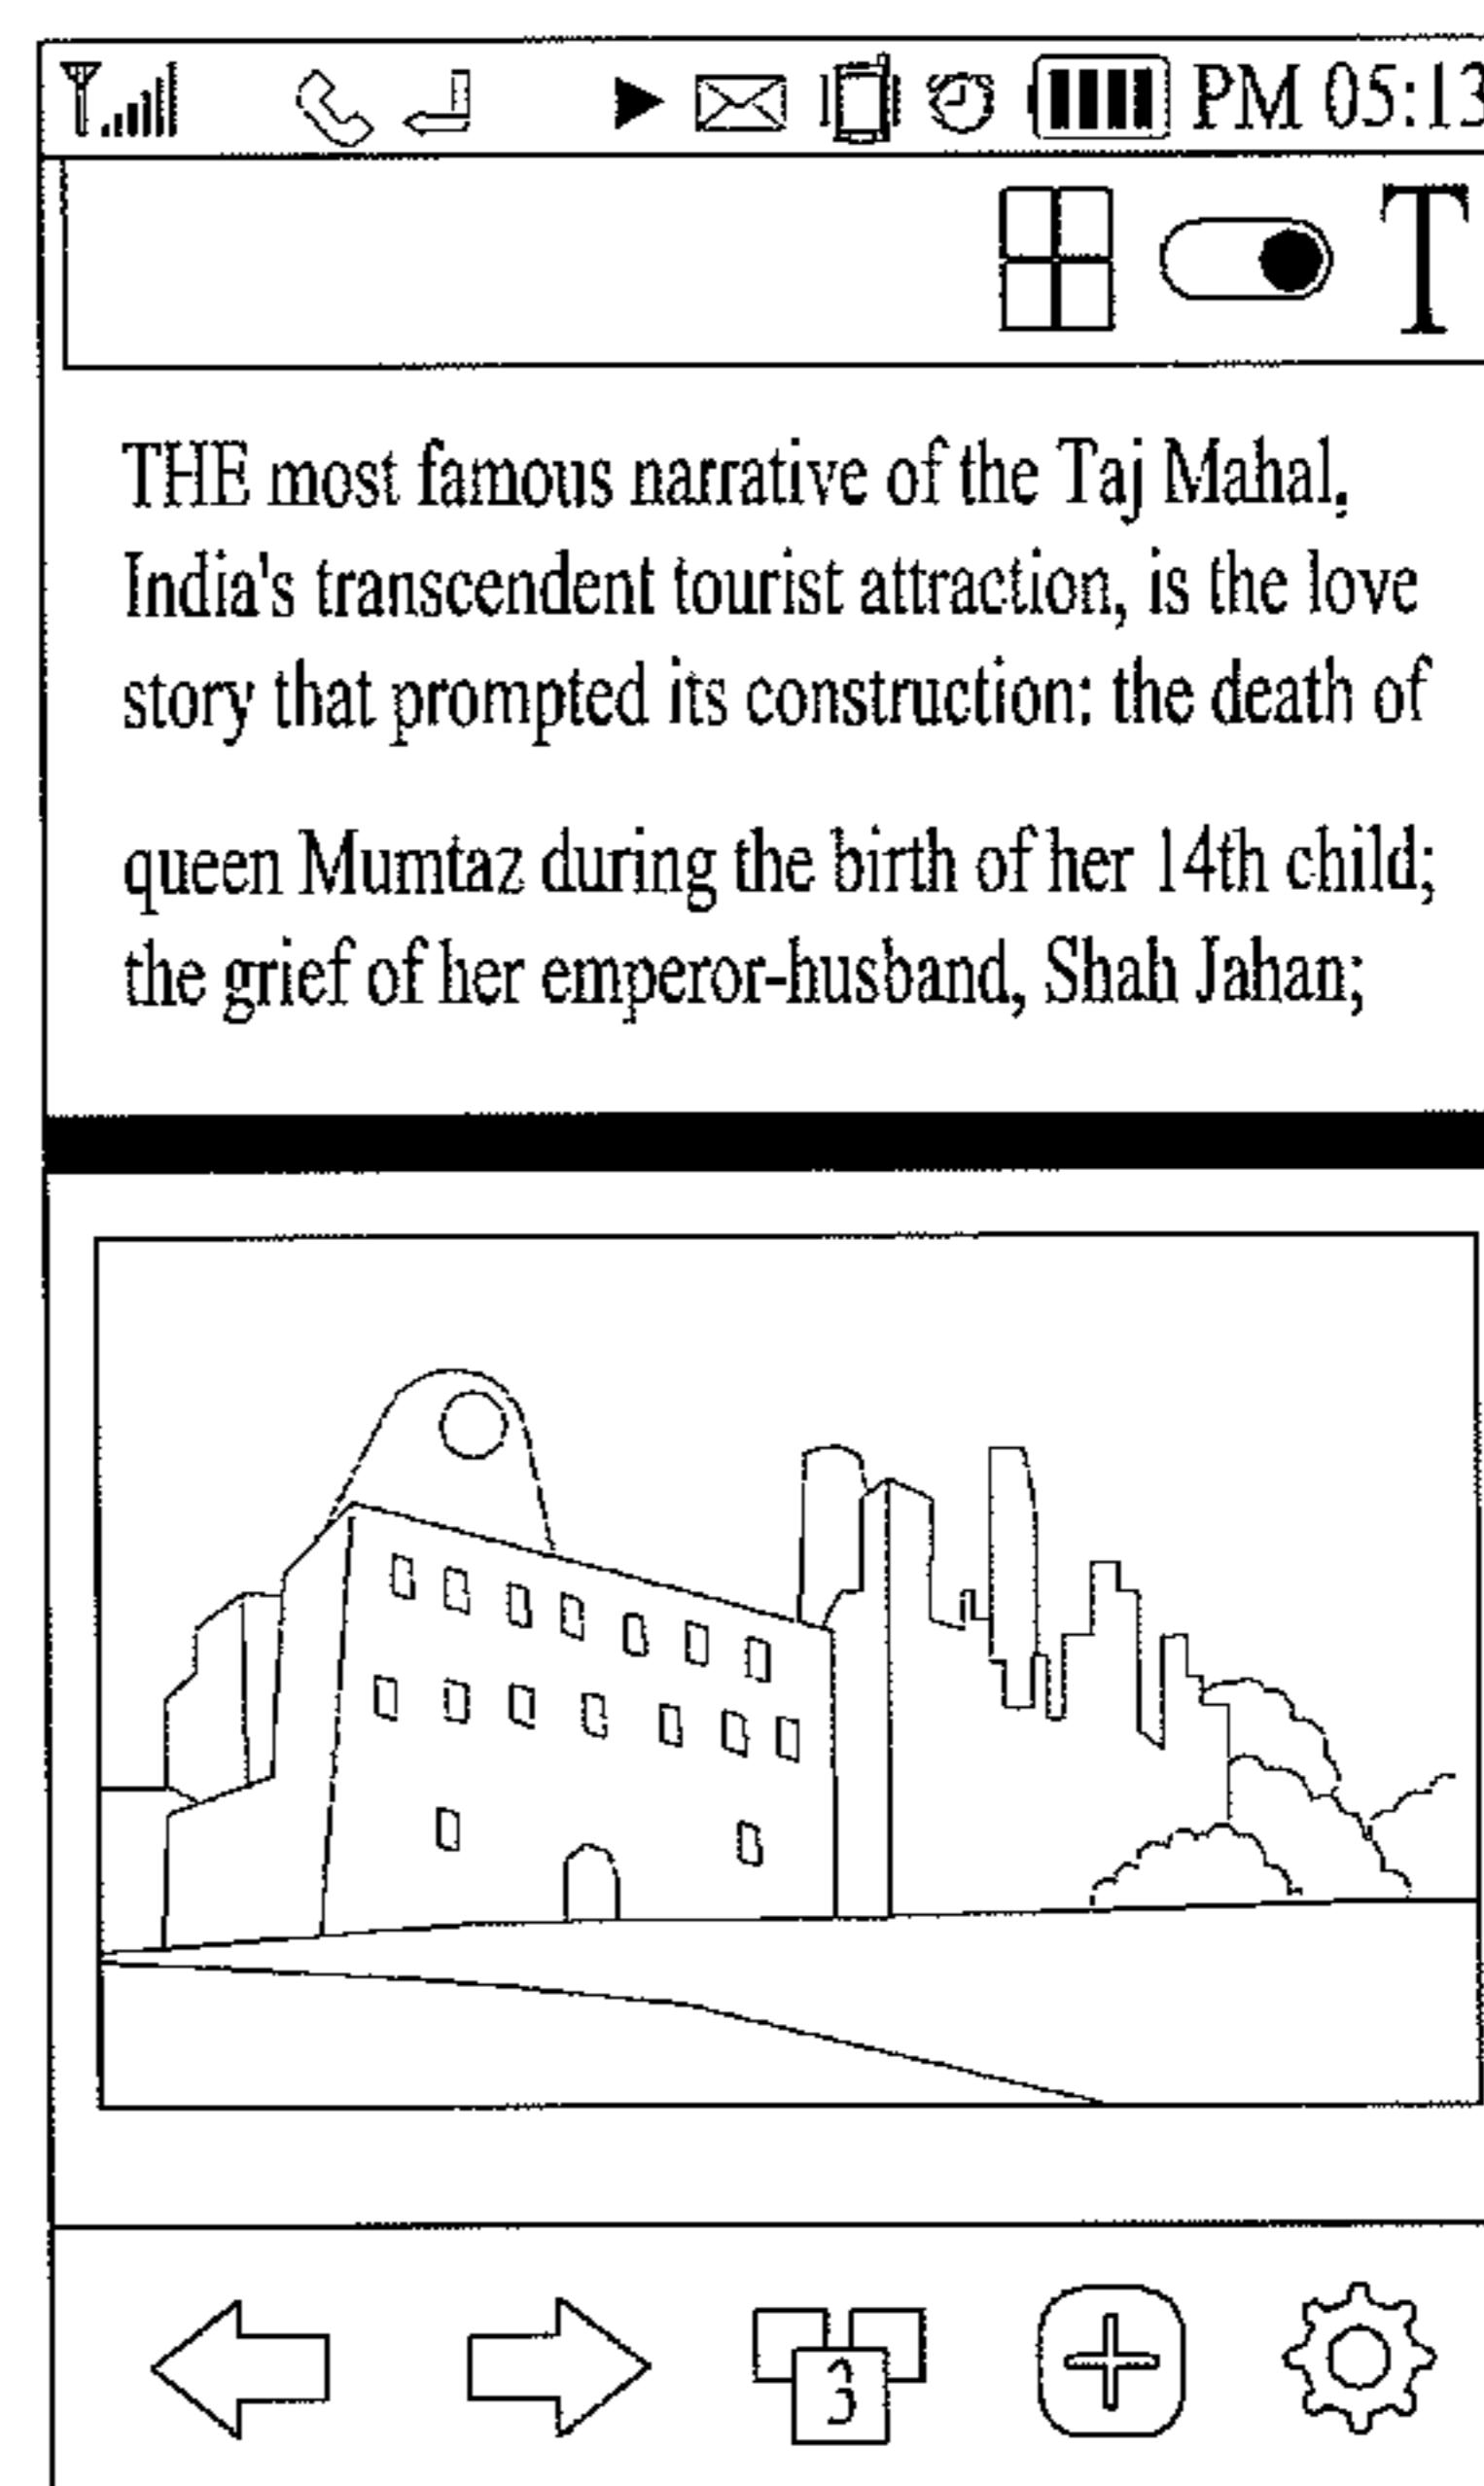 PM 05:13
T
THE most famous narrative of the Taj Mahal,
India's transcendent tourist attraction, is the love
story that prompted its construction: the death of
queen Mumtaz during the birth of her 14th child;
the grief of her emperor-husband, Shah Jahan;
3